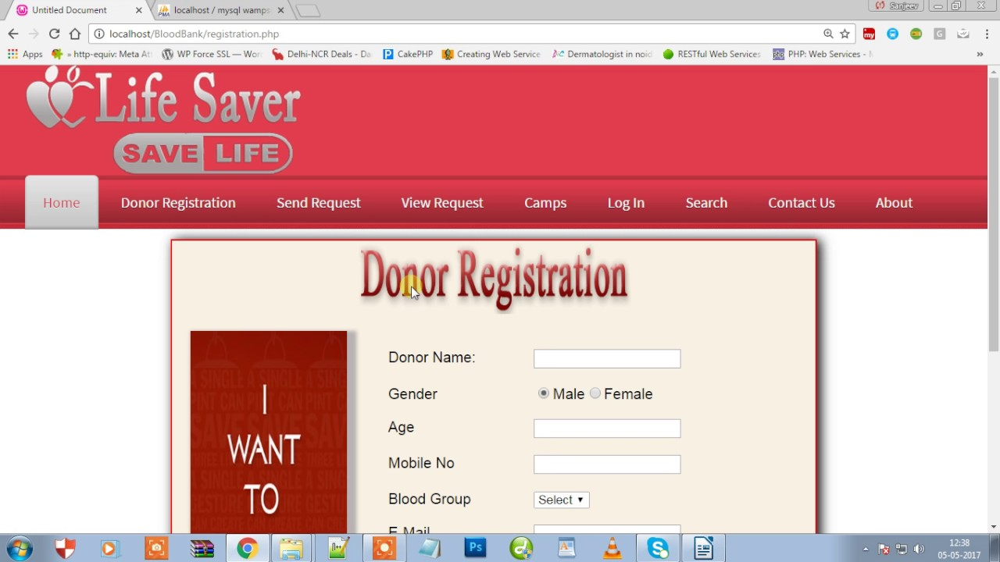 Untitled Document
localhost / mysql wamps
Sanjeev
localhost/BloodBank/registration.php
Apps
» http-equiv: Meta At
WP Force SSL — Wor
Delhi-NCR Deals - Da
CakePHP
Creating Web Service
Dermatologist in noid
RESTful Web Services
PHP: Web Services -
»
Life Saver
SAVE LIFE
Home
Donor Registration
Send Request
View Request
Camps
Log In
Search
Contact Us
About
Donor Registration
I
WANT
TO
Donor Name:
Gender
Male Female
Age
Mobile No
Blood Group
Select
E-Mail
12:38
05-05-2017